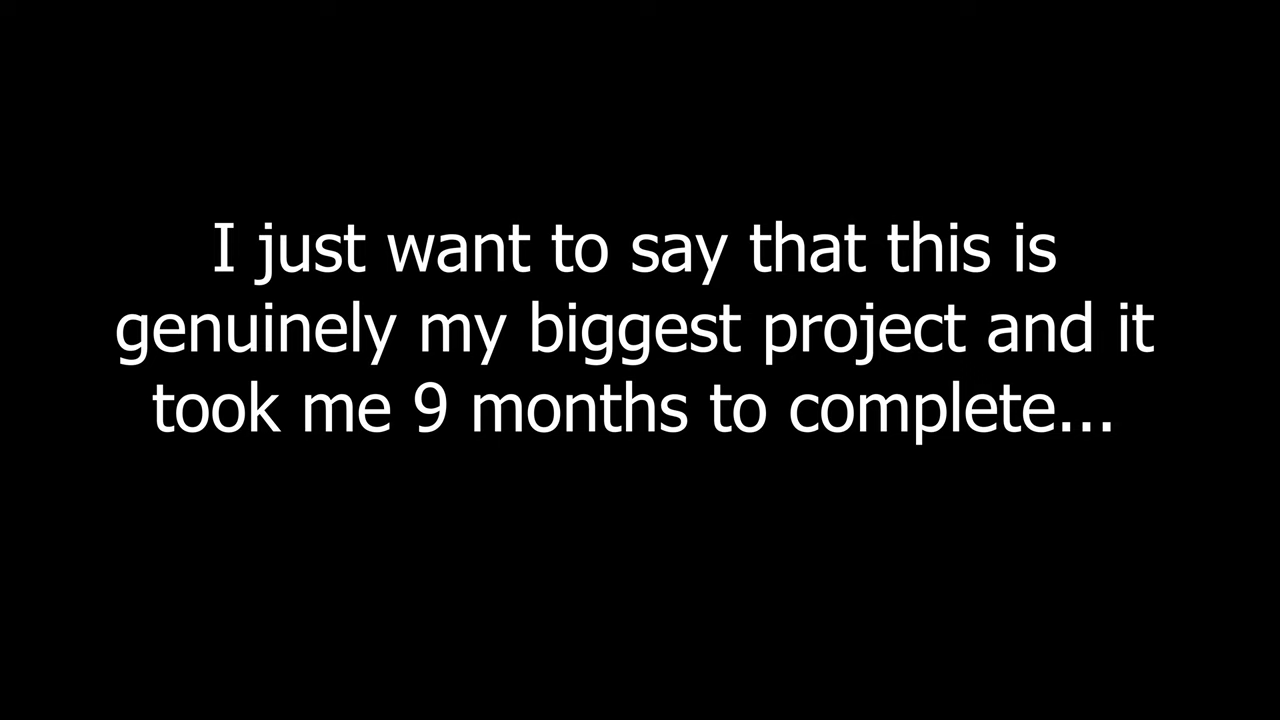 I just want to say that this is
genuinely my biggest project and it
took me 9 months to complete...